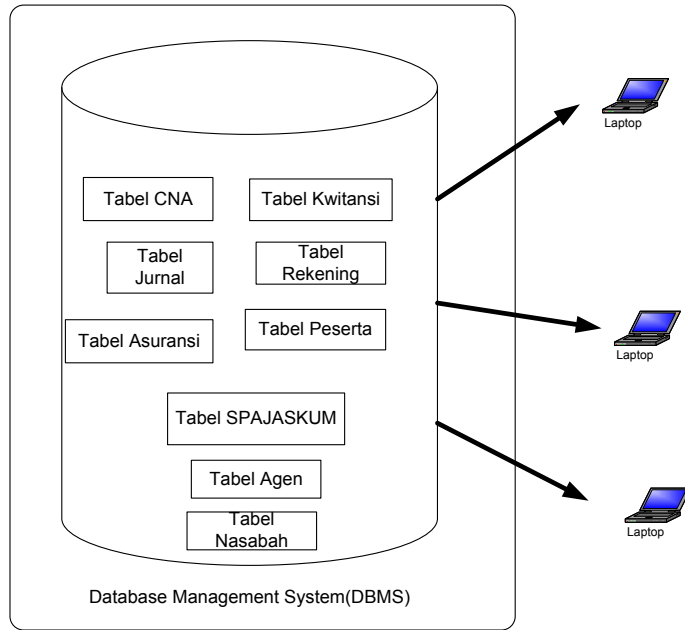 Laptop
Tabel CNA
Tabel Kwitansi
Tabel
Jurnal
Tabel
Rekening
Tabel Asuransi
Tabel Peserta
Laptop
Tabel SPAJASKUM
Tabel Agen
Tabel
Nasabah
Laptop
Database Management System(DBMS)